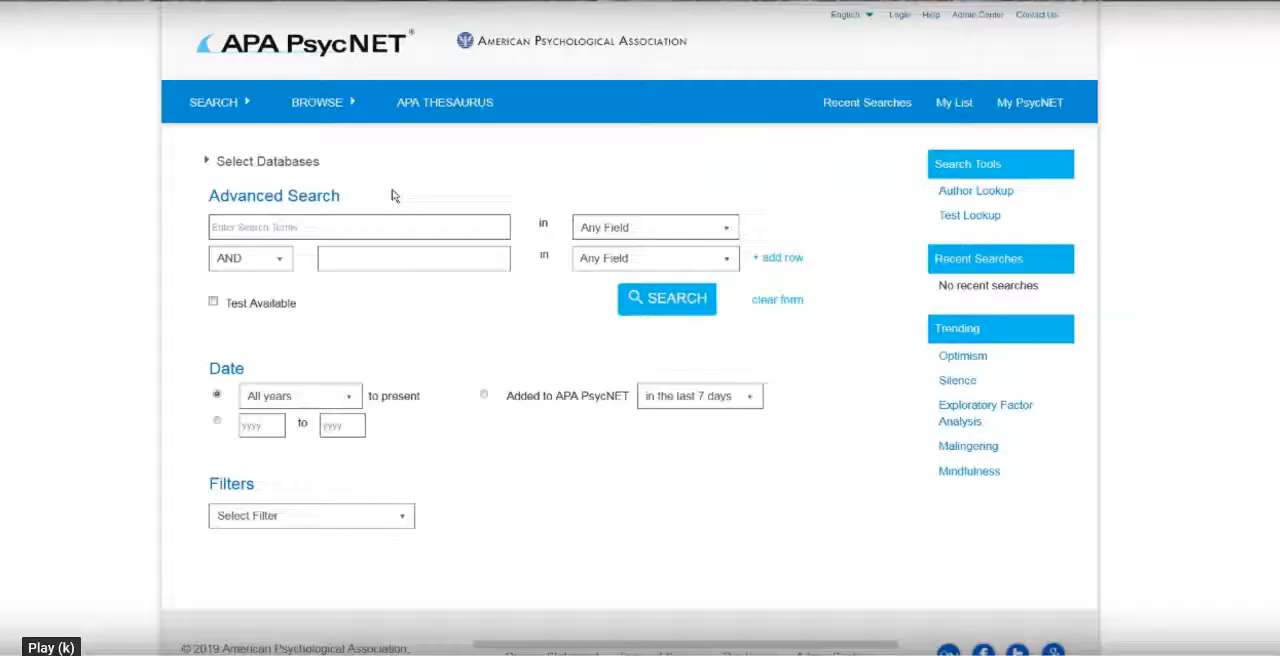 English Login Help Admin Center Contact Us
APA PsycNET®
AMERICAN PSYCHOLOGICAL ASSOCIATION
SEARCH BROWSE APA THESAURUS Recent Searches My List My PsycNET
Select Databases
Advanced Search
Enter Search Terms in Any Field
AND in Any Field + add row
Test Available SEARCH clear form
Date
All years to present Added to APA PsycNET in the last 7 days
yyyy to yyyy
Filters
Select Filter
Search Tools
Author Lookup
Test Lookup
Recent Searches
No recent searches
Trending
Optimism
Silence
Exploratory Factor
Analysis
Malingering
Mindfulness
Play (k)
© 2019 American Psychological Association.